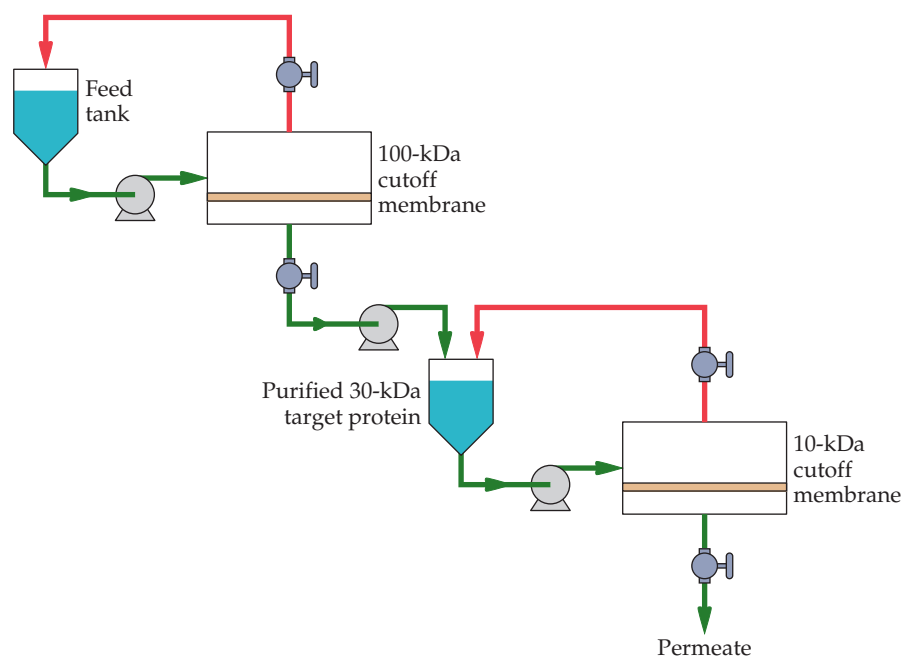 Feed
tank
100-kDa
cutoff
membrane
Purified 30-kDa
target protein
10-kDa
cutoff
membrane
Permeate